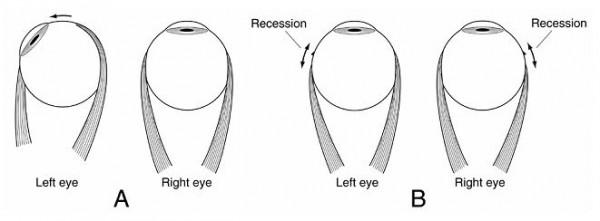 Recession
Recession
Left eye
A
Right eye
Left eye
B
Right eye